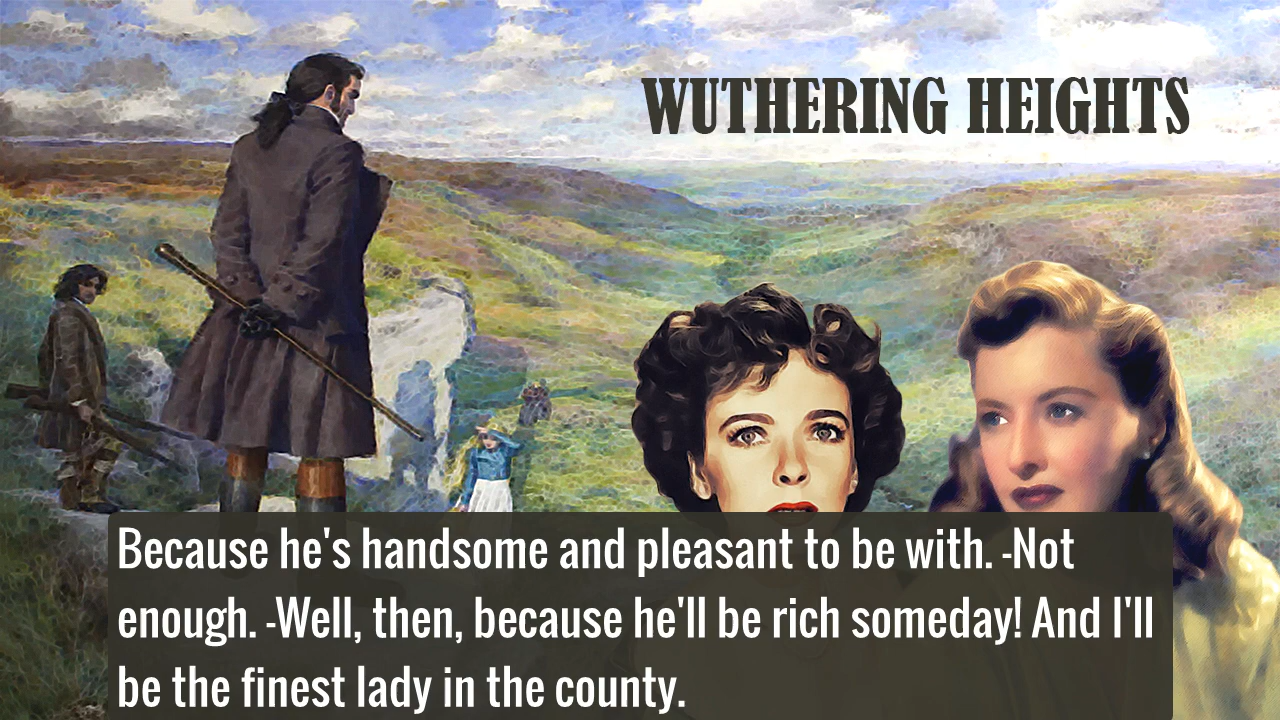 WUTHERING HEIGHTS
Because he's handsome and pleasant to be with. -Not
enough. -Well, then, because he'll be rich someday! And I'll
be the finest lady in the county.